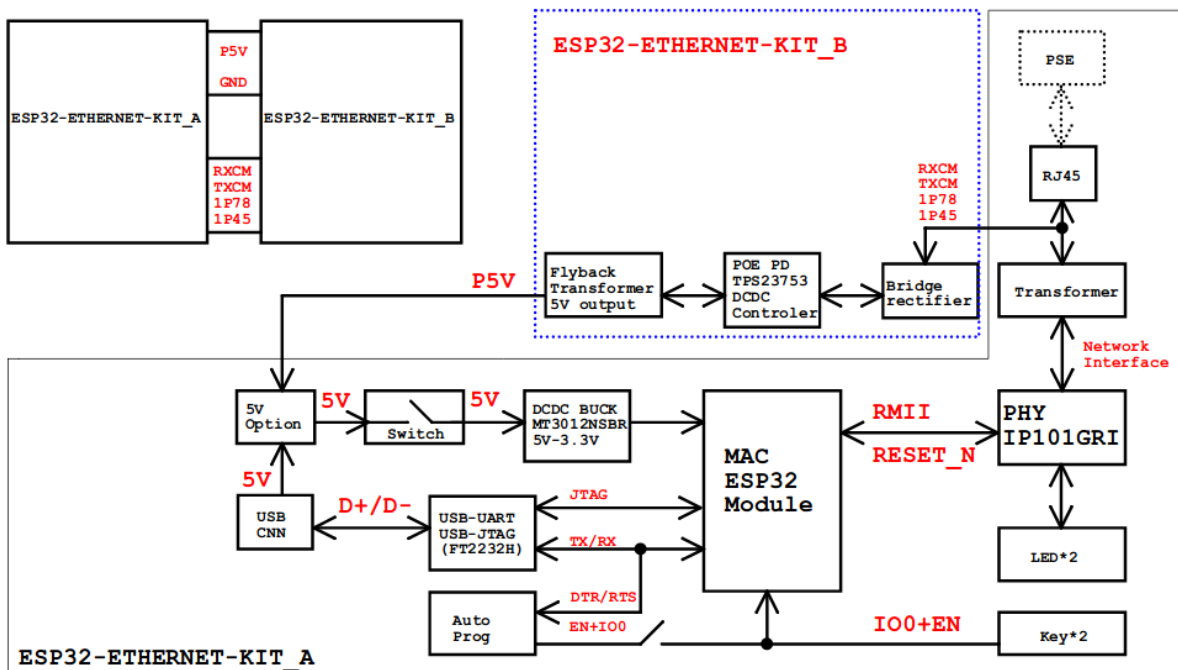 P5V
GND
ESP32-ETHERNET-KIT_A
ESP32-ETHERNET-KIT_B
RXCM
TXCM
1P78
1P45
ESP32-ETHERNET-KIT_B
PSE
RJ45
RXCM
TXCM
1P78
1P45
P5V
Flyback
Transformer
5V output
POE PD
TPS23753
DCDC
Controler
Bridge
rectifier
Transformer
Network
Interface
5V
Option
5V
Switch
5V
DCDC BUCK
MT3012NSBR
5V-3.3V
MAC
ESP32
Module
RMII
RESET_N
PHY
IP101GRI
5V
USB
CNN
D+/D-
USB-UART
USB-JTAG
(FT2232H)
JTAG
TX/RX
LED*2
DTR/RTS
Auto
Prog
EN+IO0
IO0+EN
Key*2
ESP32-ETHERNET-KIT_A